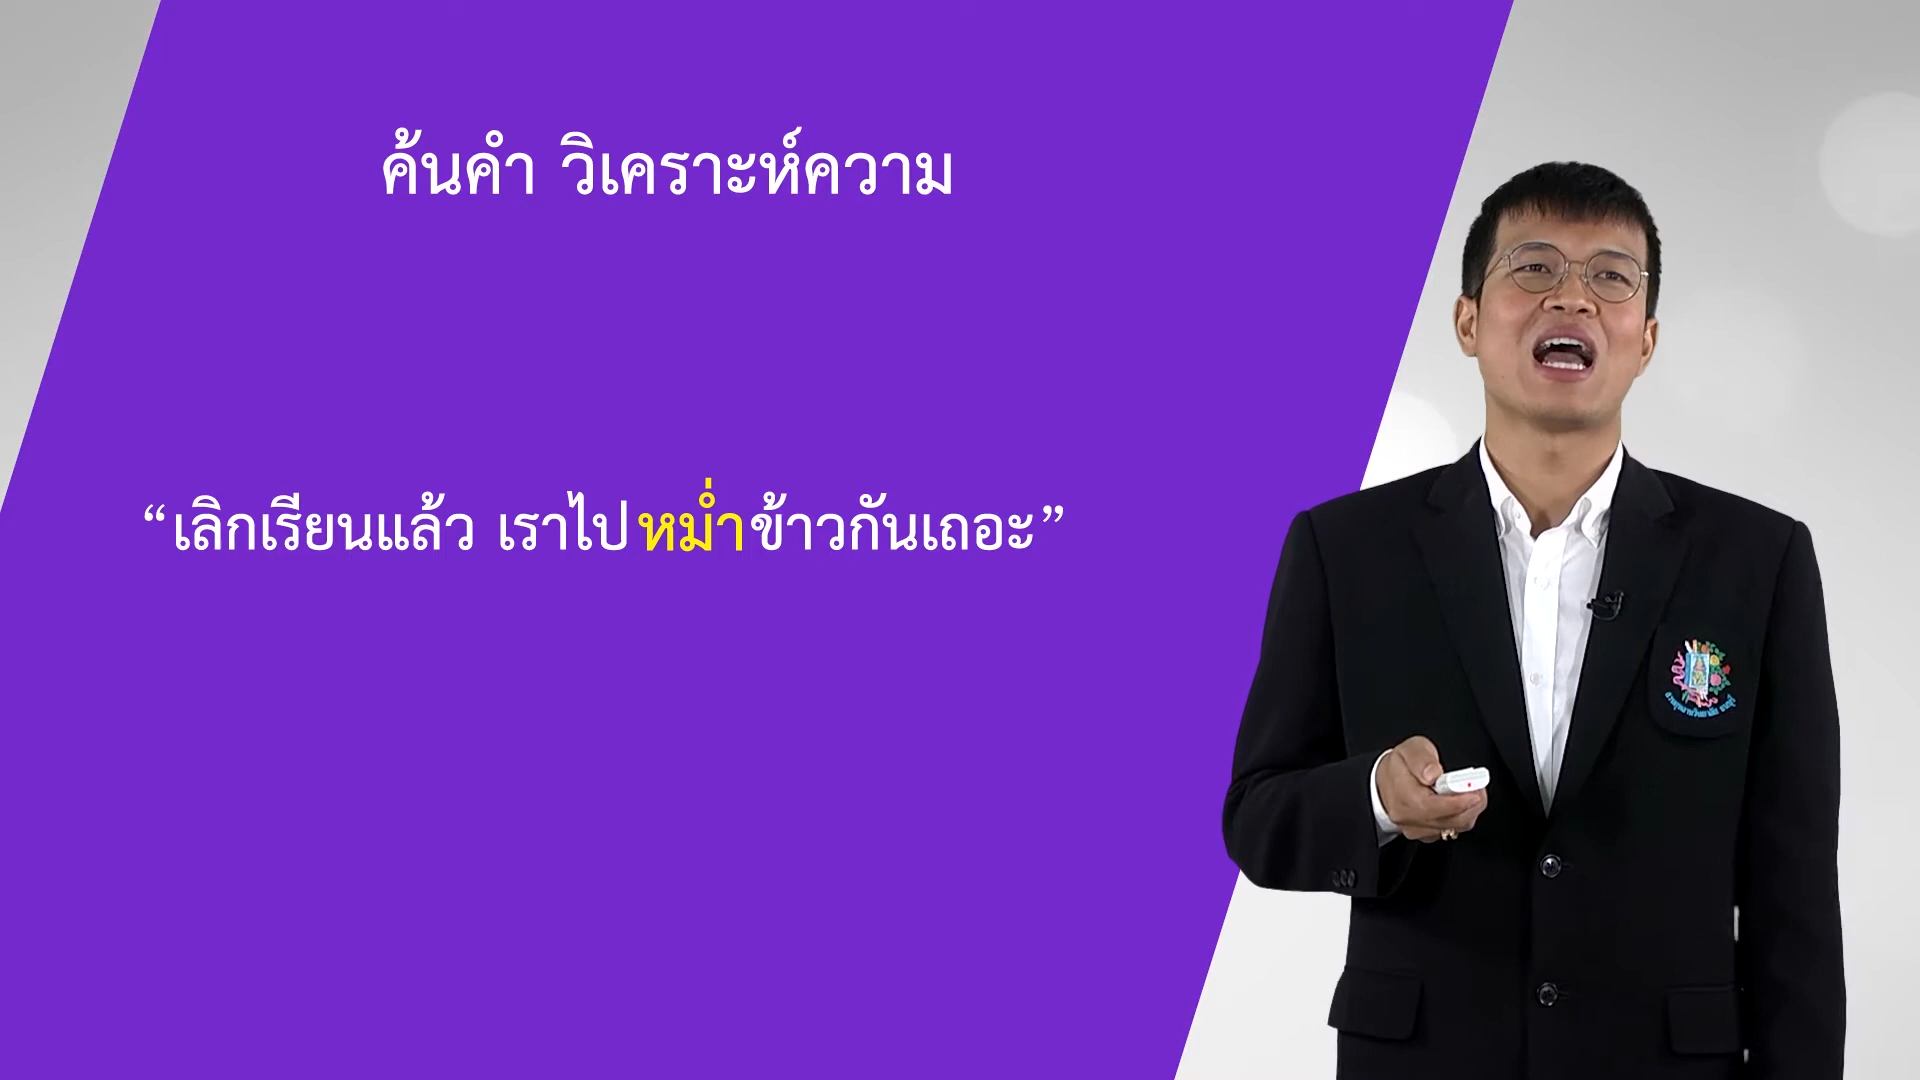 ค้นคำ วิเคราะห์ความ
“เลิกเรียนแล้ว เราไปหม่ำข้าวกันเถอะ”